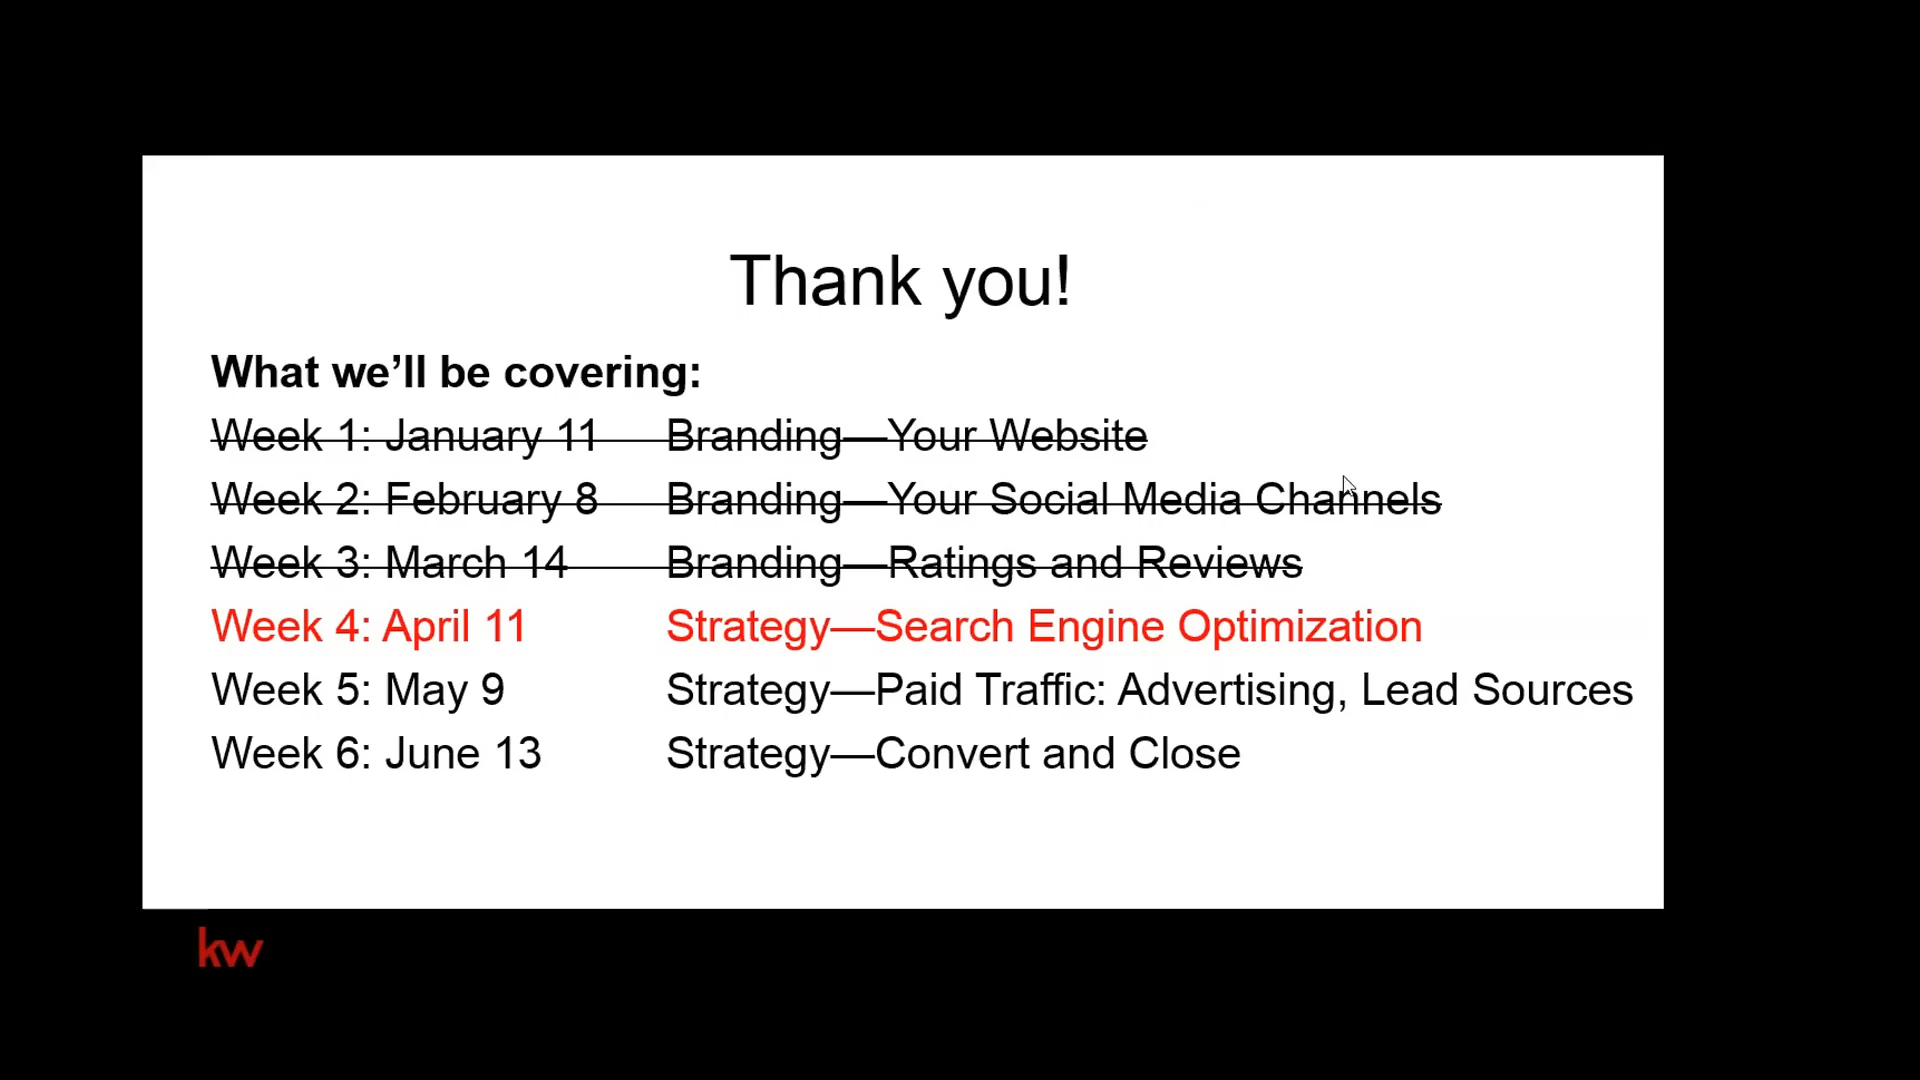 Thank you!
What we’ll be covering:
Week 1: January 11 Branding—Your Website
Week 2: February 8 Branding—Your Social Media Channels
Week 3: March 14 Branding—Ratings and Reviews
Week 4: April 11 Strategy—Search Engine Optimization
Week 5: May 9 Strategy—Paid Traffic: Advertising, Lead Sources
Week 6: June 13 Strategy—Convert and Close
kw